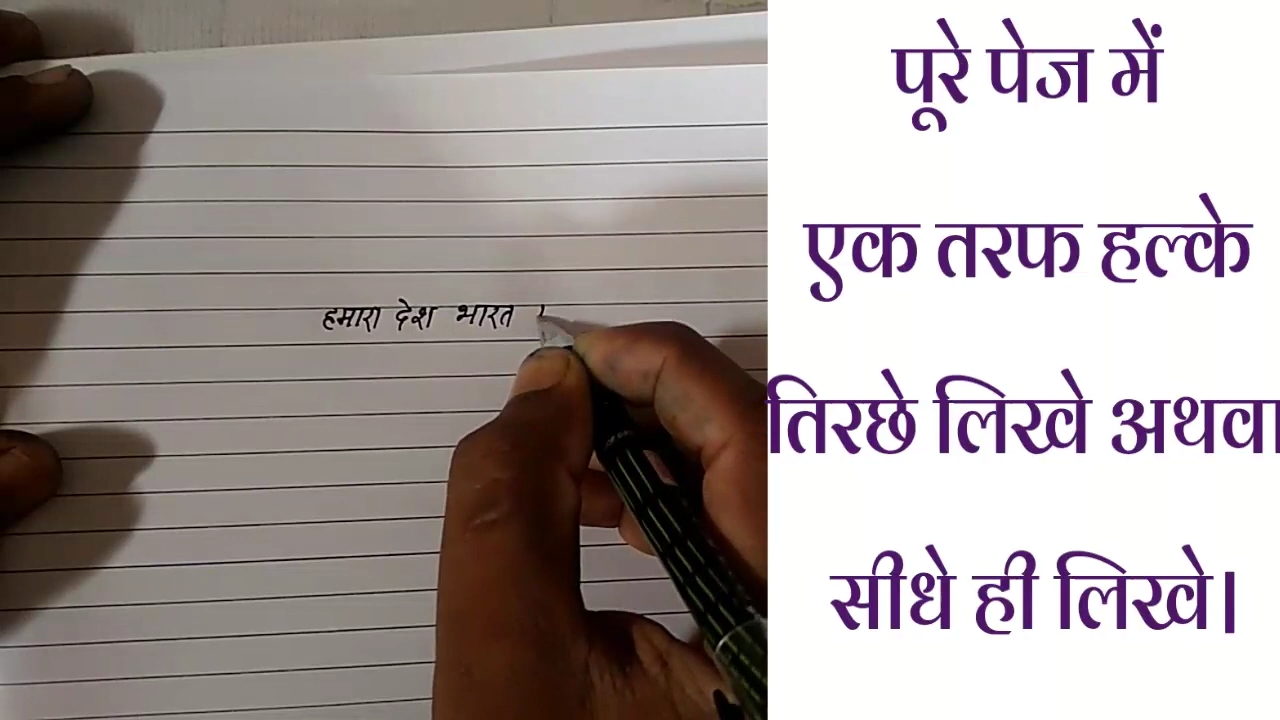 हमारा देश भारत
पूरे पेज में
एक तरफ हल्के
तिरछे लिखे अथवा
सीधे ही लिखे।